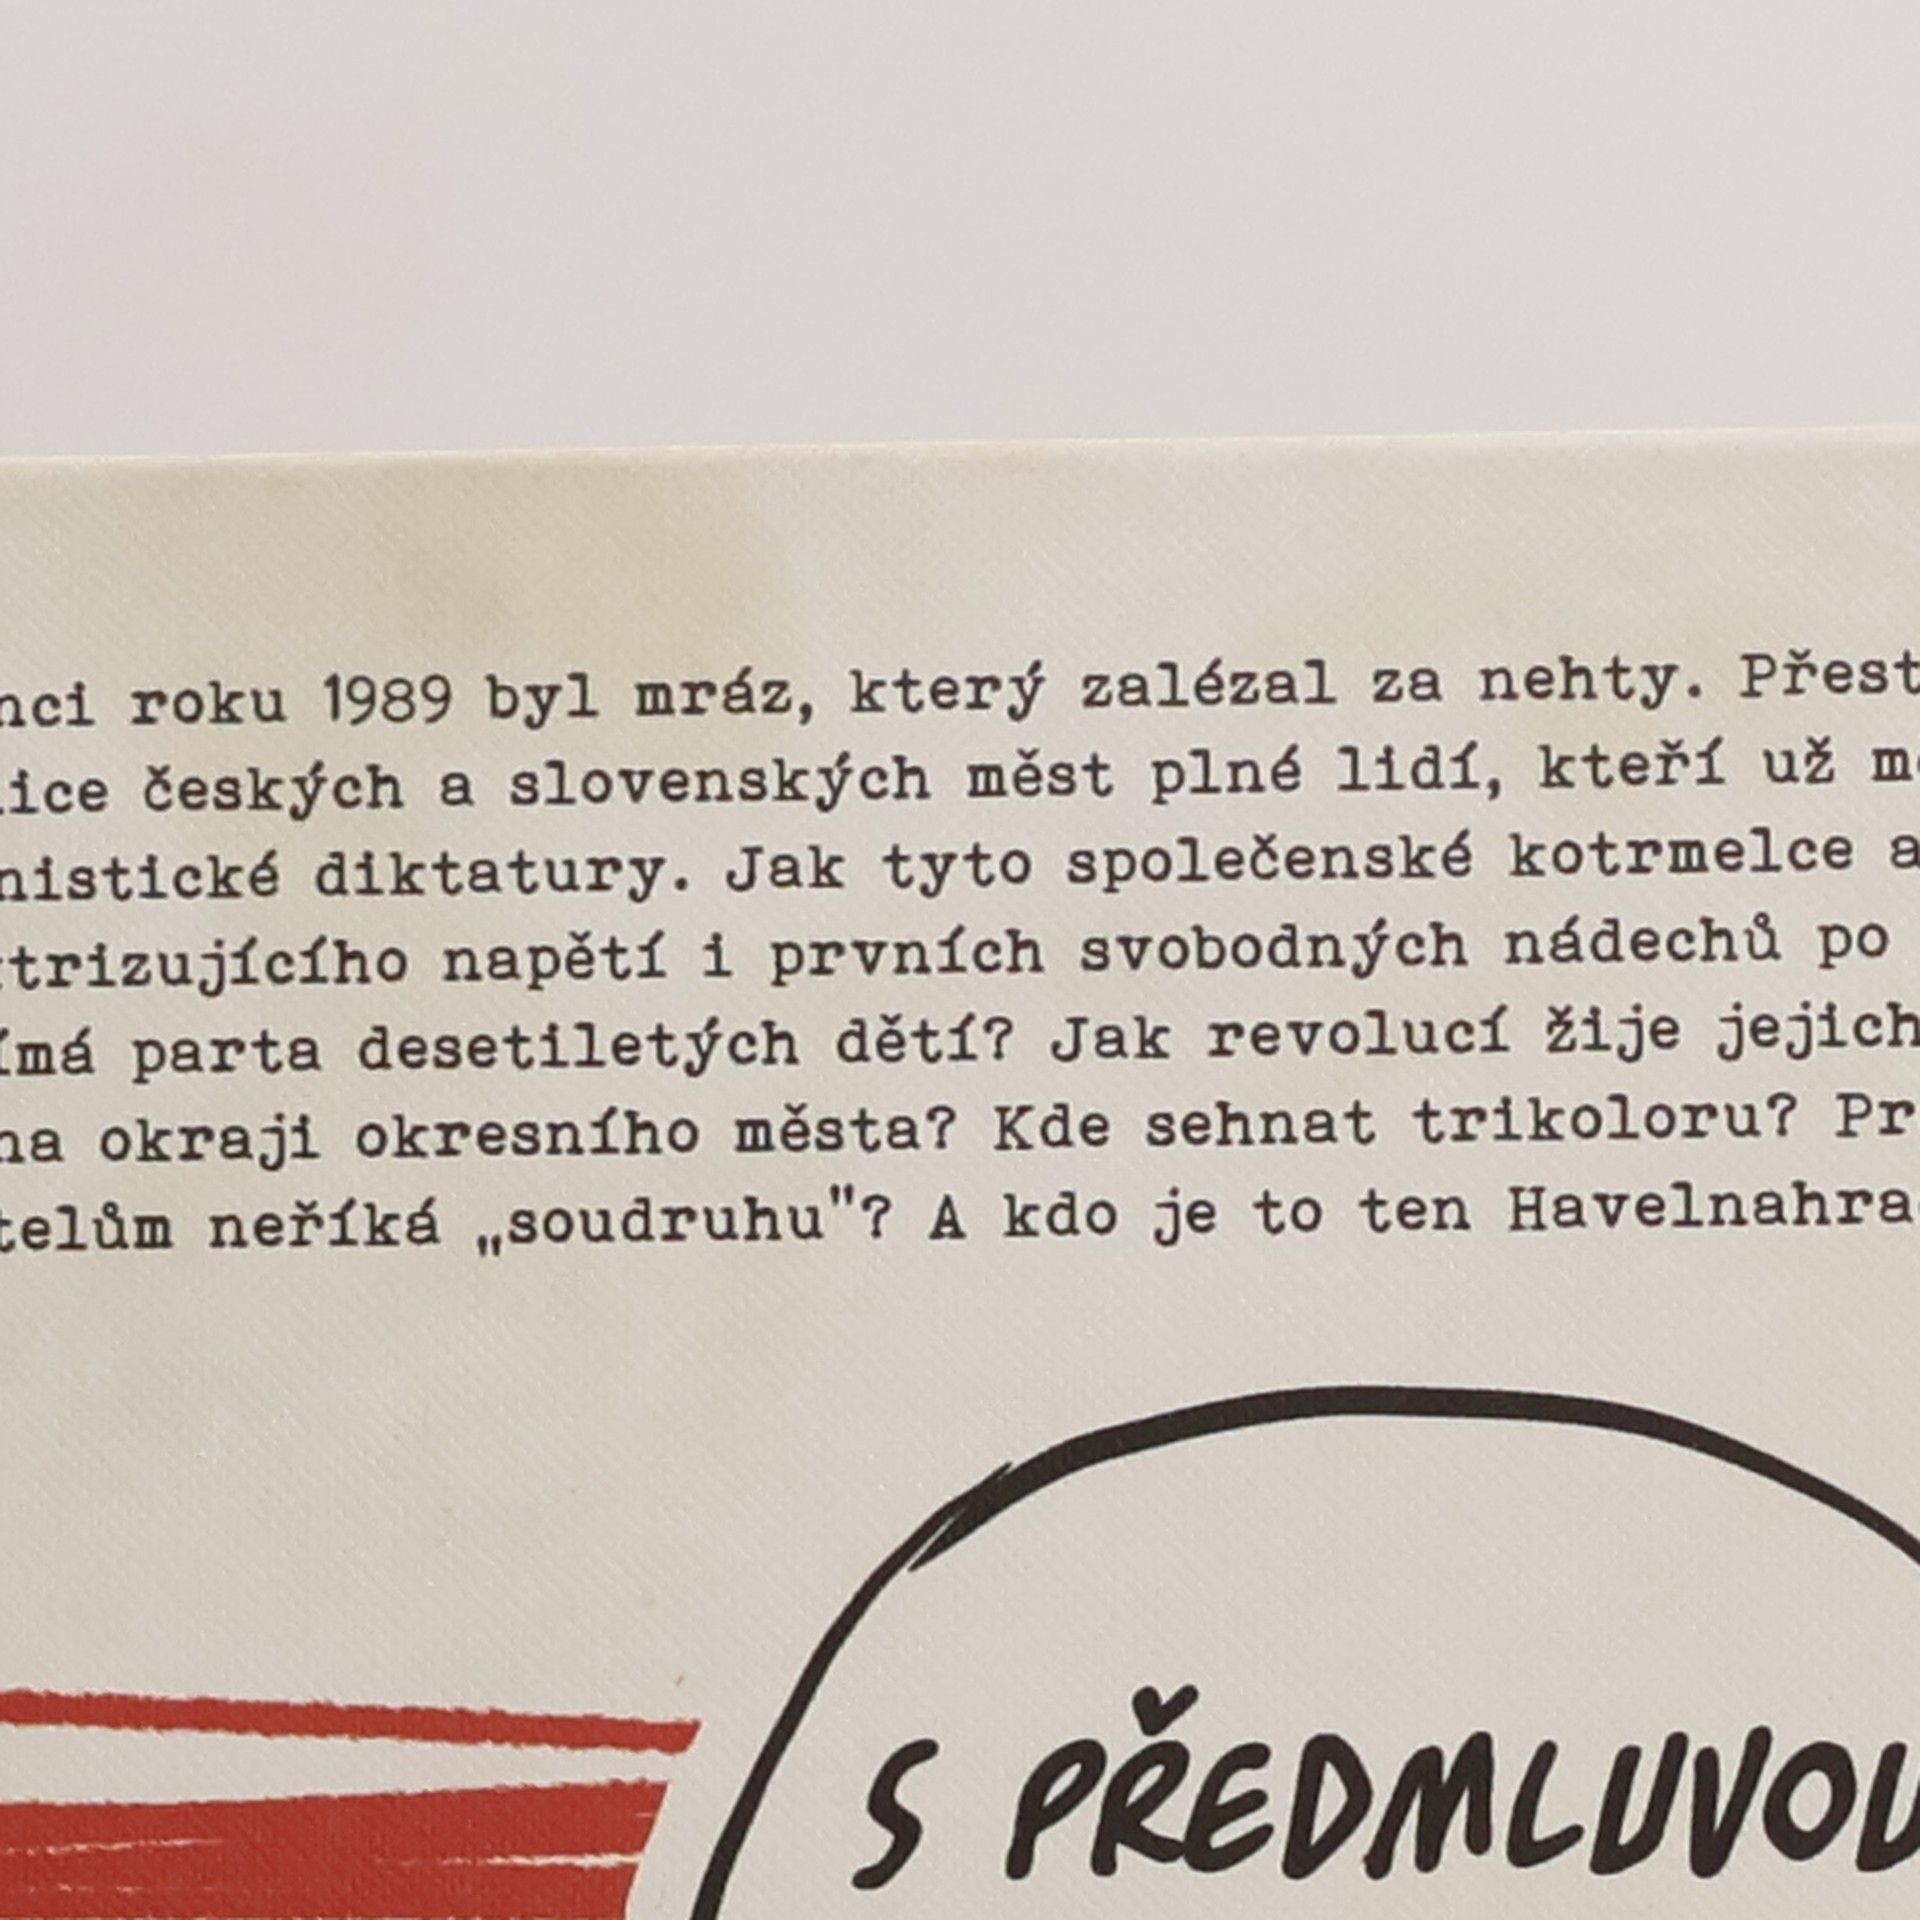 nci roku 1989 byl mráz, který zalézal za nehty. Přest
ice českých a slovenských měst plné lidí, kteří už
nistické diktatury. Jak tyto společenské kotrmelce a
trizujícího napětí i prvních svobodných nádechů po
ímá parta desetiletých dětí? Jak revolucí žije jejich
na okraji okresního města? Kde sehnat trikoloru? Pr
telům neříká „soudruhu"? A kdo je to ten Havelnahra
S PŘEDMLUVOU